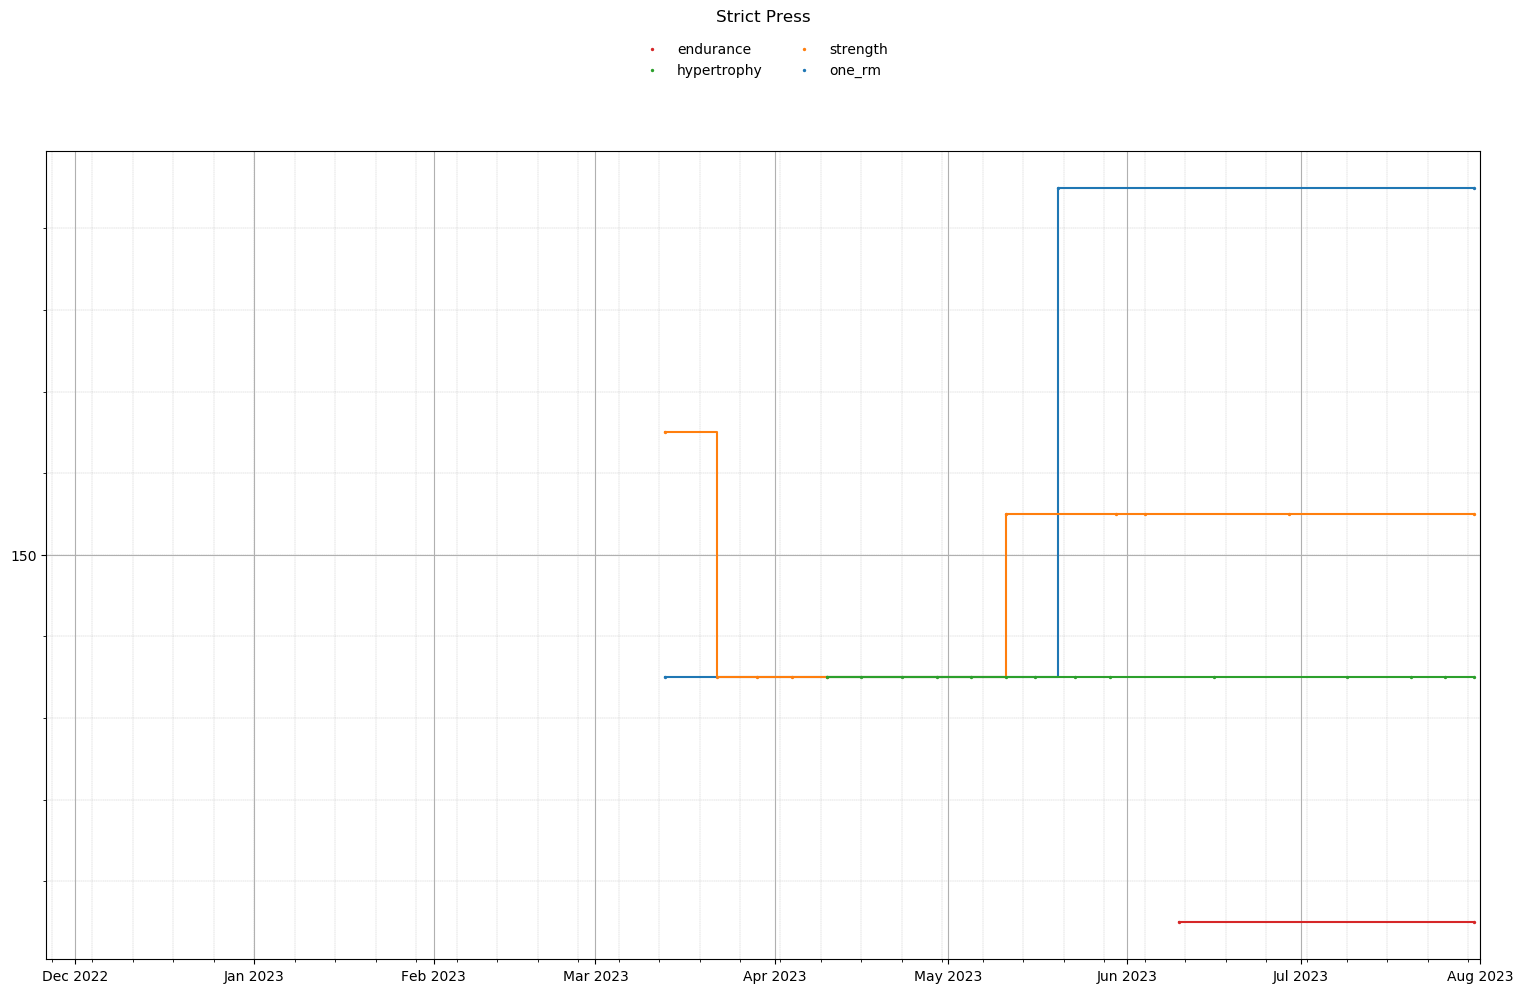 Strict Press
endurance strength
hypertrophy one_rm
150
Dec 2022 Jan 2023 Feb 2023 Mar 2023 Apr 2023 May 2023 Jun 2023 Jul 2023 Aug 2023